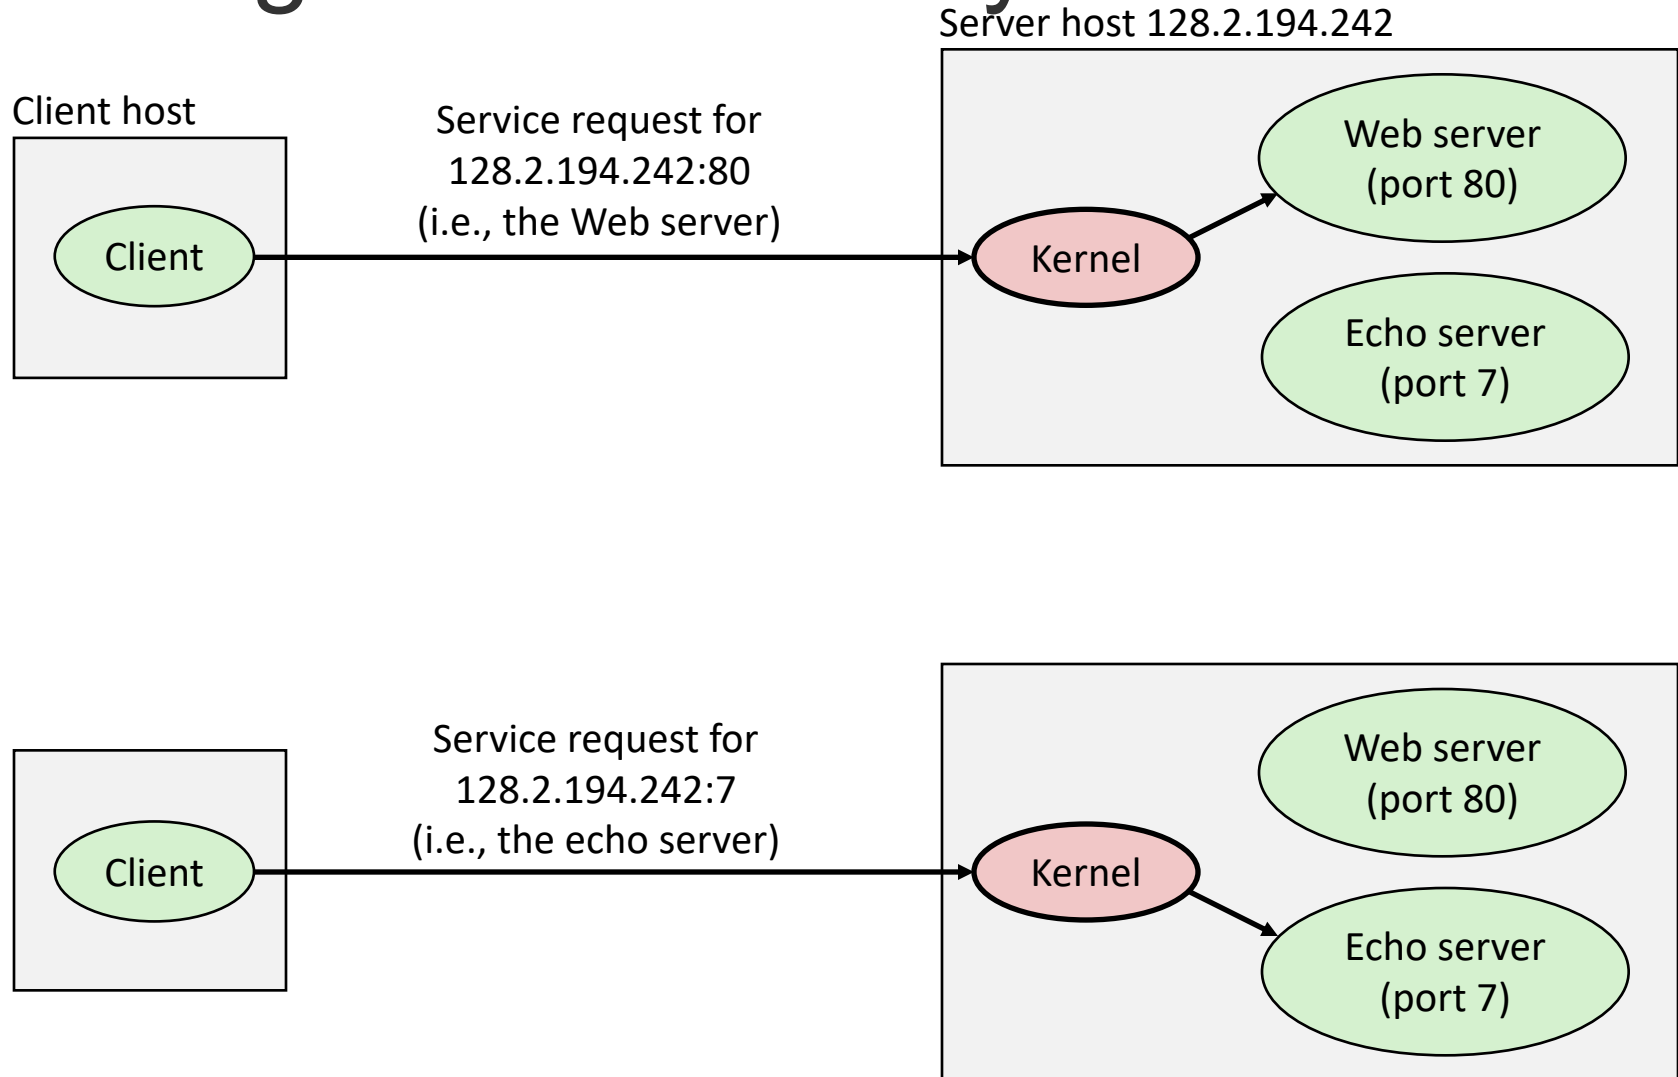 Server host 128.2.194.242
Client host
Service request for
128.2.194.242:80
(i.e., the Web server)
Client
Kernel
Web server
(port 80)
Echo server
(port 7)
Service request for
128.2.194.242:7
(i.e., the echo server)
Client
Kernel
Web server
(port 80)
Echo server
(port 7)